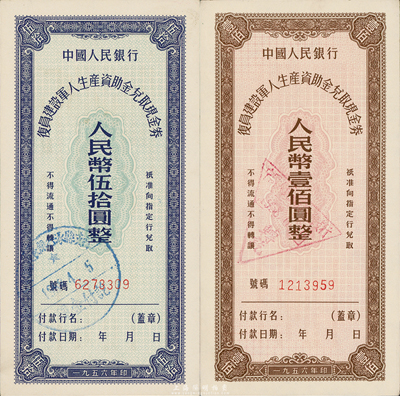 中國人民銀行
復員建設軍人生產資助金兌取現金券
人民幣伍拾圓整
祇准向指定行兌取
不得流通不得轉讓
號碼 6278309
付款行名： (蓋章)
付款日期： 年 月 日
一九五六年印
中國人民銀行
復員建設軍人生產資助金兌取現金券
人民幣壹佰圓整
祇准向指定行兌取
不得流通不得轉讓
號碼 1213959
付款行名： (蓋章)
付款日期： 年 月 日
一九五六年印